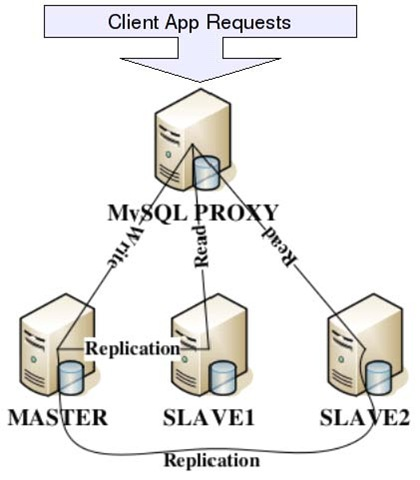 Client App Requests
MySQL PROXY
Write
Read
Read
Replication
MASTER
SLAVE1
SLAVE2
Replication